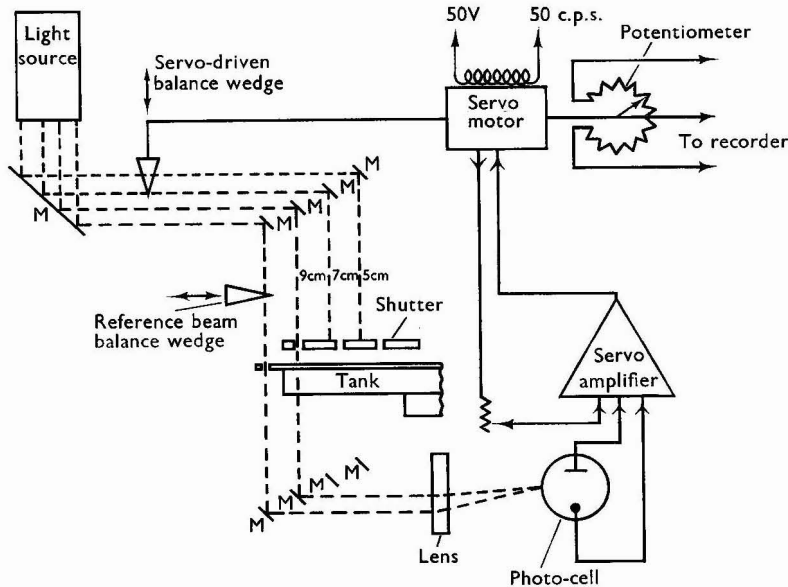 Light
source
Servo-driven
balance wedge
50V
50 c.p.s.
Potentiometer
Servo
motor
To recorder
M
M
M
M
M
9cm 7cm 5cm
Shutter
Reference beam
balance wedge
Tank
Servo
amplifier
M
M
M
M
Lens
Photo-cell